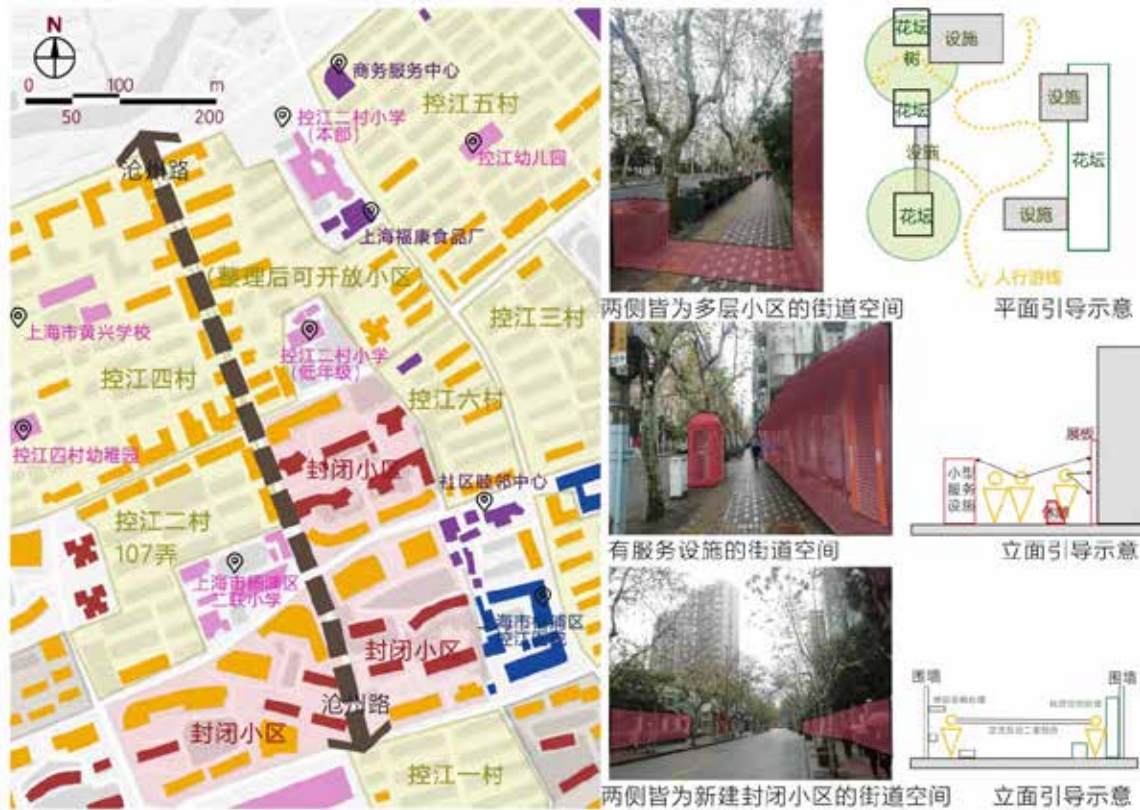 N
0 100 m
50 200
沧州路
商务服务中心
控江二村小学
(本部)
控江五村
控江幼儿园
上海福康食品厂
(整理后可开放小区)
控江三村
上海市黄兴学校
控江二村小学
(低年级)
控江四村
控江六村
控江四村幼稚园
封闭小区
社区睦邻中心
控江二村
107弄
上海市杨浦区
二联小学
上海市杨浦区
封闭小区
沧州路
封闭小区
控江一村
花坛
设施
树
花坛
设施
设施
花坛
花坛
设施
人行游线
两侧皆为多层小区的街道空间
平面引导示意
展板
小型
服务
设施
有服务设施的街道空间
立面引导示意
围墙
围墙
两侧皆为新建封闭小区的街道空间
立面引导示意